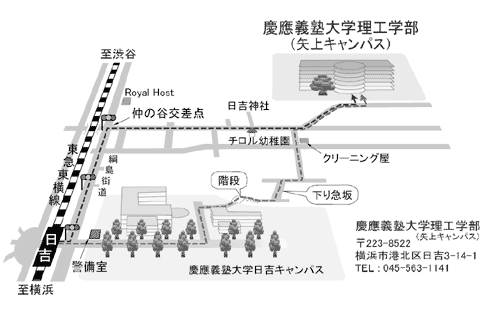 慶應義塾大学理工学部
(矢上キャンパス)
至渋谷
Royal Host
仲の谷交差点
日吉神社
チロル幼稚園
クリーニング屋
綱島街道
東急東横線
階段
下り急坂
日吉
警備室
慶應義塾大学日吉キャンパス
至横浜
慶應義塾大学理工学部
(矢上キャンパス)
〒223-8522
横浜市港北区日吉3-14-1
TEL : 045-563-1141